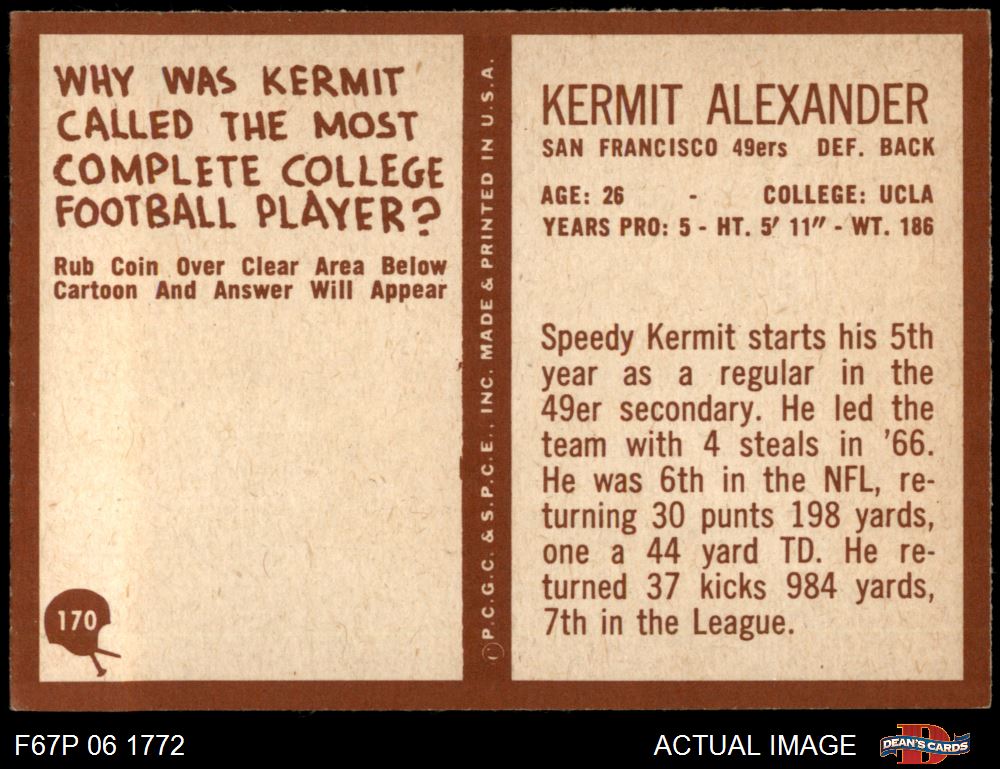 WHY WAS KERMIT
CALLED THE MOST
COMPLETE COLLEGE
FOOTBALL PLAYER?
Rub Coin Over Clear Area Below
Cartoon And Answer Will Appear
170
© P.C.G.C. & S.P.C.E., INC. MADE & PRINTED IN U.S.A.
KERMIT ALEXANDER
SAN FRANCISCO 49ers DEF. BACK
AGE: 26 - COLLEGE: UCLA
YEARS PRO: 5 - HT. 5' 11" - WT. 186
Speedy Kermit starts his 5th
year as a regular in the
49er secondary. He led the
team with 4 steals in '66.
He was 6th in the NFL, re-
turning 30 punts 198 yards,
one a 44 yard TD. He re-
turned 37 kicks 984 yards,
7th in the League.
F67P 06 1772
ACTUAL IMAGE
D
DEAN'S CARDS